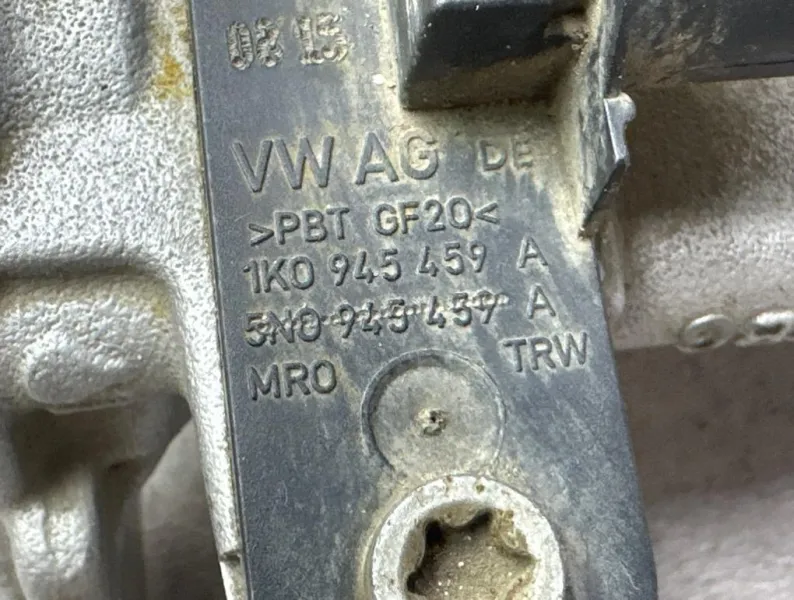 08 15
VW AG DE
>PBT GF20<
1K0 945 459 A
5N0 945 459 A
MRO TRW